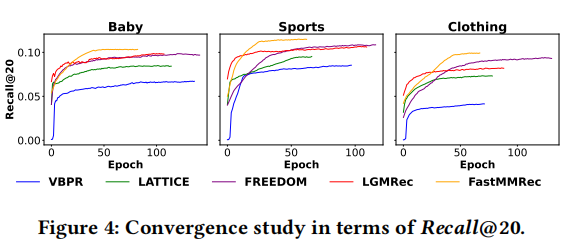 Baby Sports Clothing
Recall@20
0.10
0.05
0.00
0 50 100 0 50 100 0 50 100
Epoch Epoch Epoch
VBPR LATTICE FREEDOM LGMRec FastMMRec
Figure 4: Convergence study in terms of Recall@20.